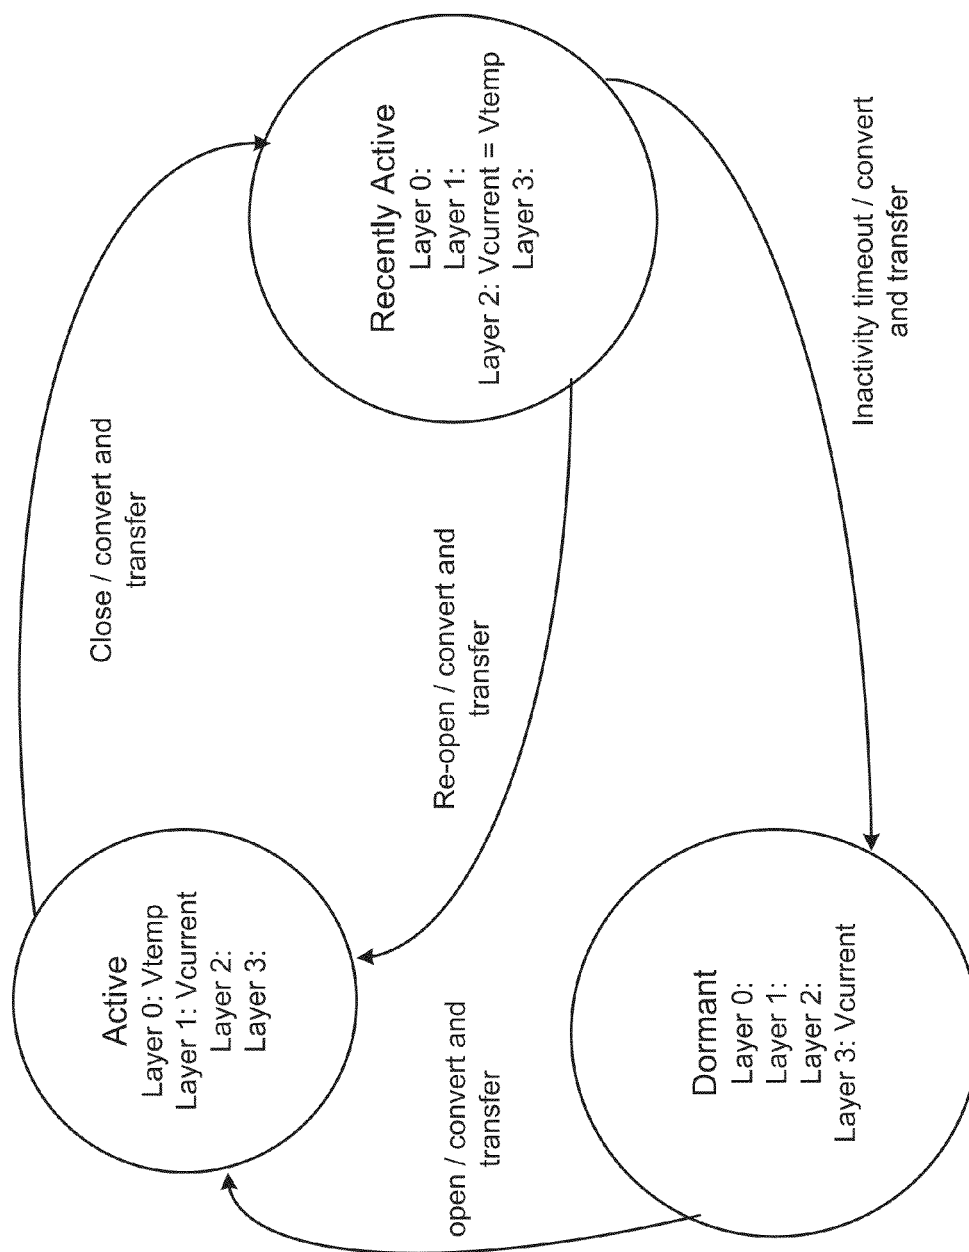 Active
Layer 0: Vtemp
Layer 1: Vcurrent
Layer 2:
Layer 3:
Close / convert and
transfer
Recently Active
Layer 0:
Layer 1:
Layer 2: Vcurrent = Vtemp
Layer 3:
Re-open / convert and
transfer
open / convert and
transfer
Dormant
Layer 0:
Layer 1:
Layer 2:
Layer 3: Vcurrent
Inactivity timeout / convert
and transfer